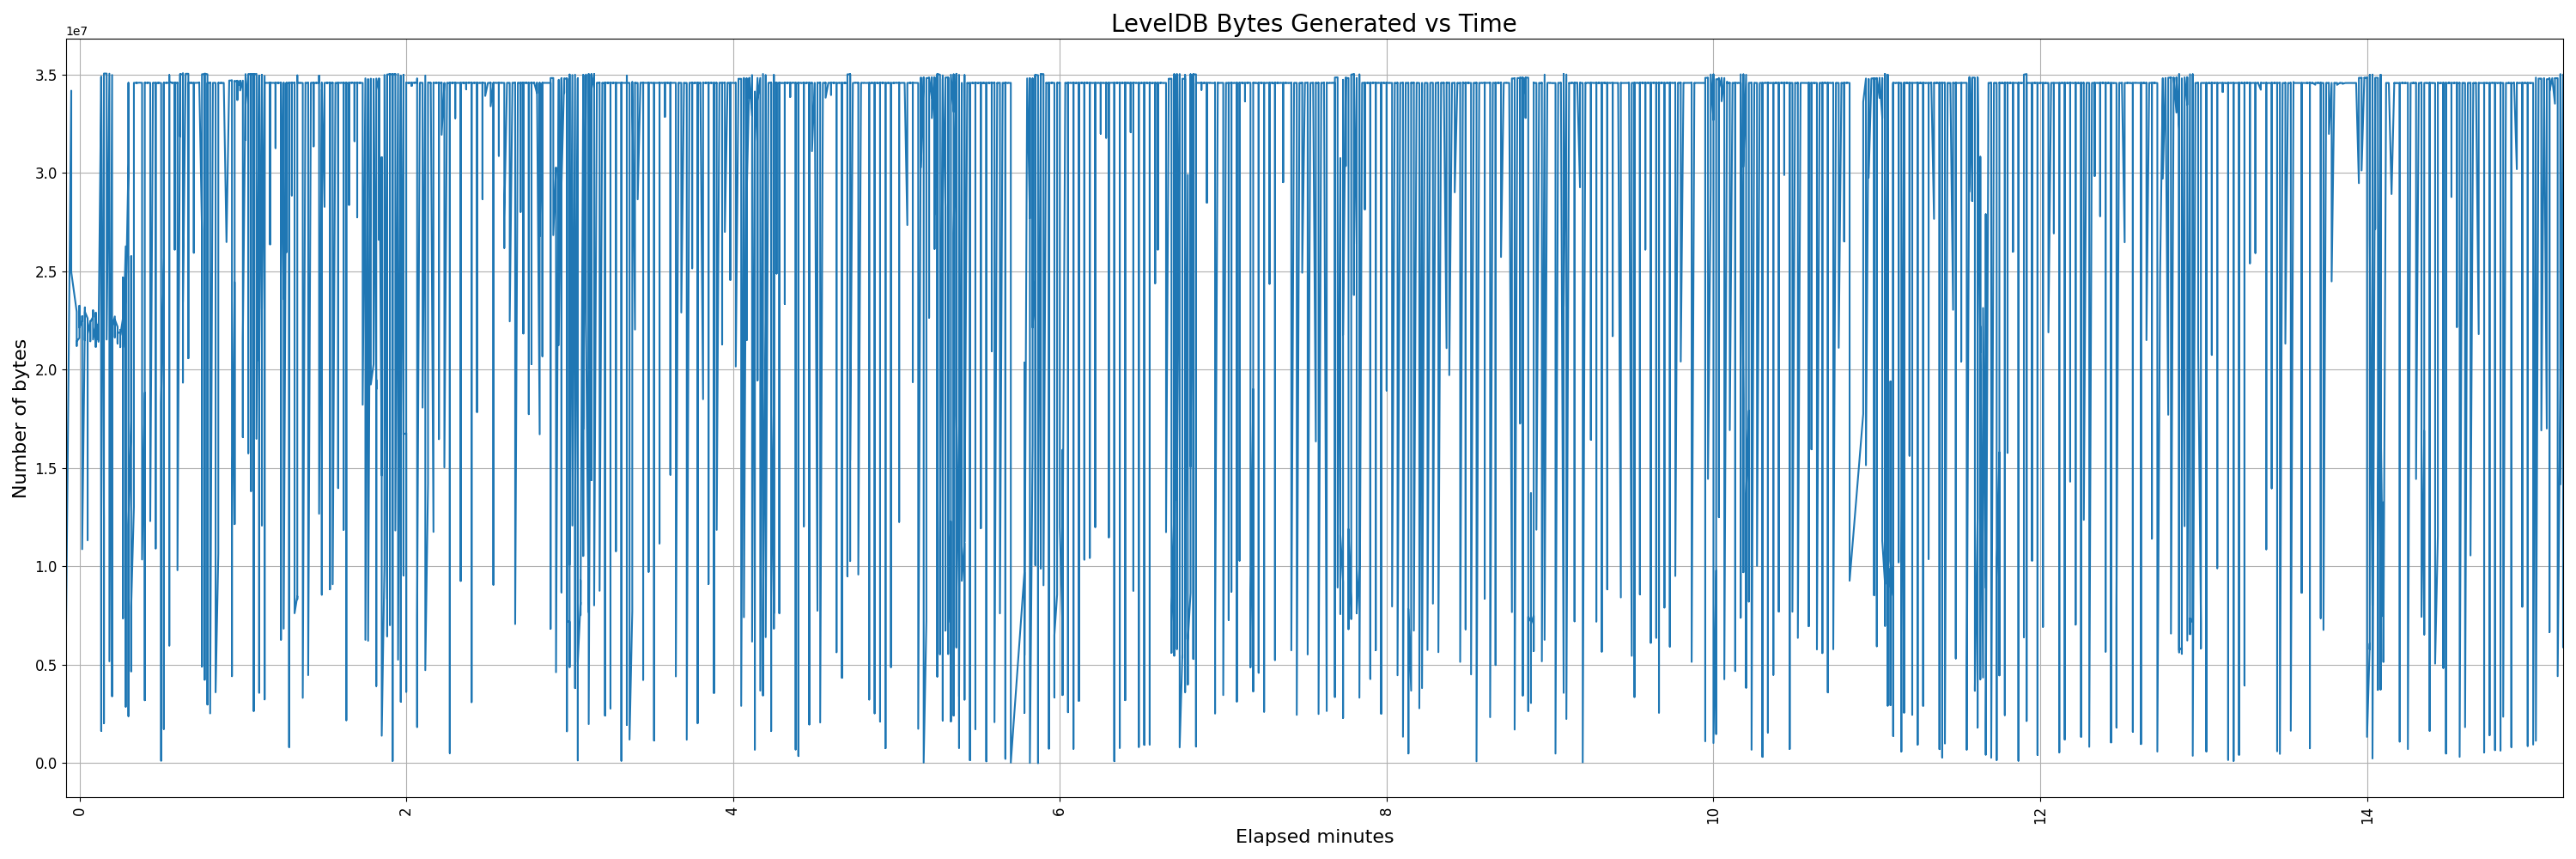 LevelDB Bytes Generated vs Time
1e7
3.5
3.0
2.5
2.0
1.5
1.0
0.5
0.0
Number of bytes
0 2 4 6 8 10 12 14
Elapsed minutes